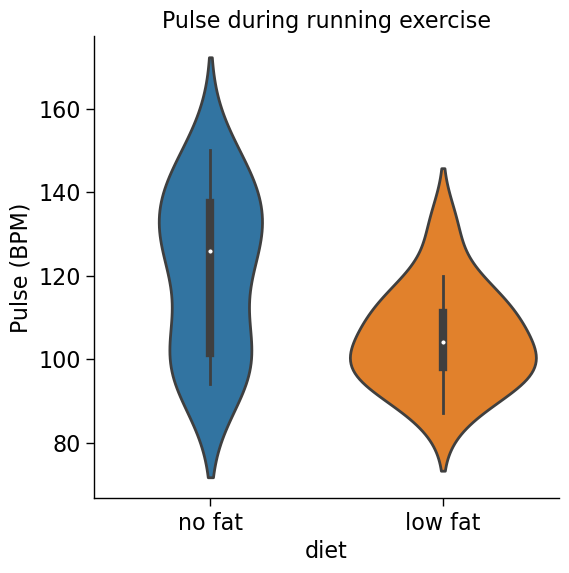 Pulse during running exercise
160
140
120
100
80
Pulse (BPM)
no fat
low fat
diet